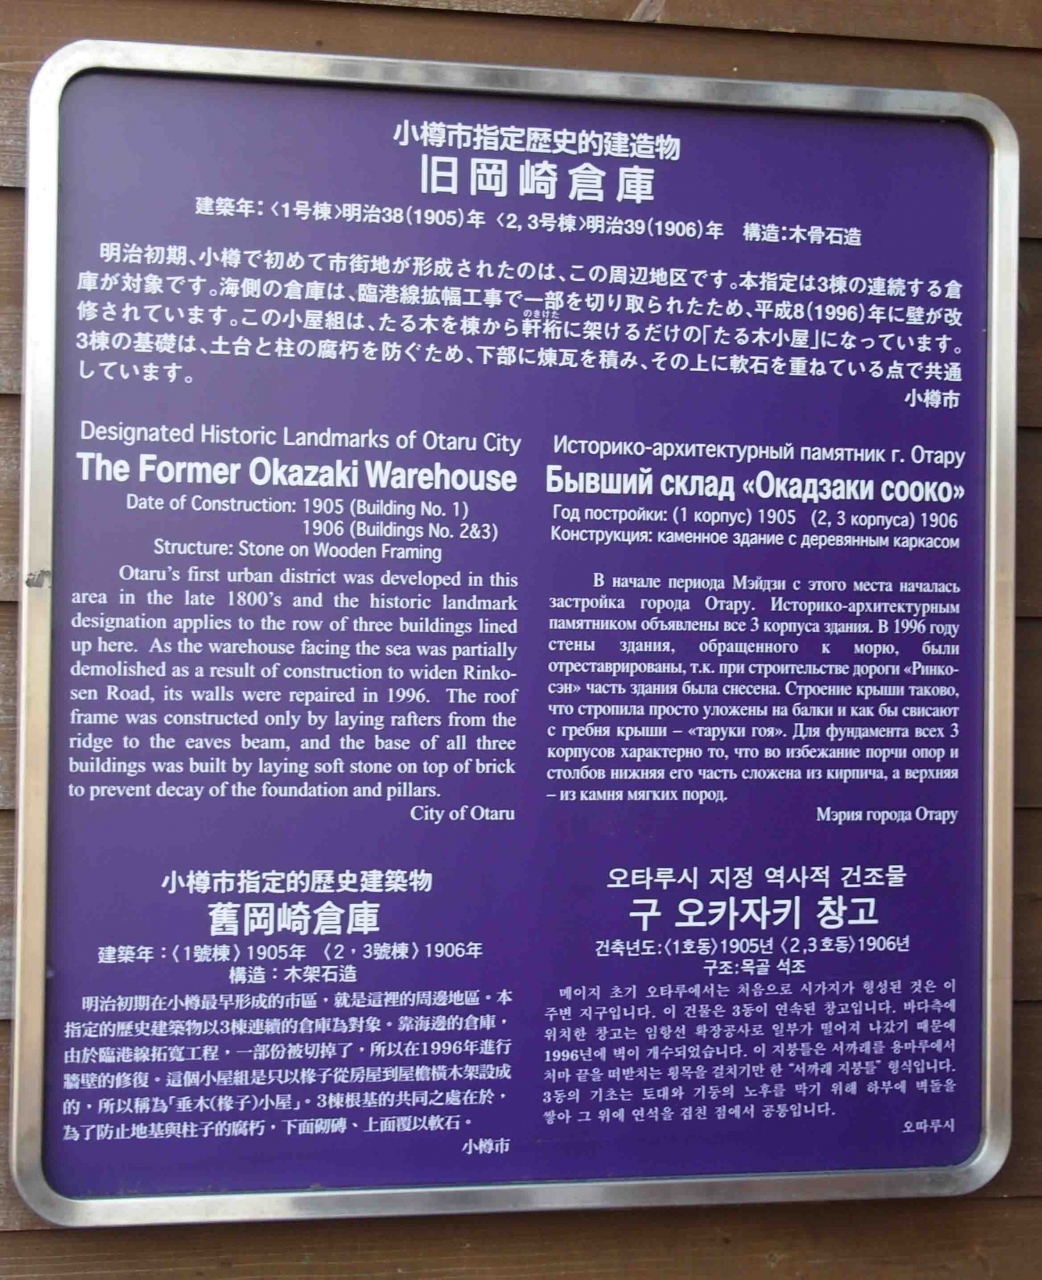 小樽市指定歴史的建造物
旧岡崎倉庫
建築年:〈1号棟〉明治38(1905)年 〈2, 3号棟〉明治39(1906)年 構造:木骨石造
明治初期、小樽で初めて市街地が形成されたのは、この周辺地区です。本指定は3棟の連続する倉
庫が対象です。海側の倉庫は、臨港線拡幅工事で一部を切り取られたため、平成8(1996)年に壁が改
修されています。この小屋組は、たる木を棟から軒桁に架けるだけの「たる木小屋」になっています。
のきげた
3棟の基礎は、土台と柱の腐朽を防ぐため、下部に煉瓦を積み、その上に軟石を重ねている点で共通
しています。
小樽市
Designated Historic Landmarks of Otaru City
The Former Okazaki Warehouse
Date of Construction: 1905 (Building No. 1)
1906 (Buildings No. 2&3)
Structure: Stone on Wooden Framing
Otaru's first urban district was developed in this
area in the late 1800's and the historic landmark
designation applies to the row of three buildings lined
up here. As the warehouse facing the sea was partially
demolished as a result of construction to widen Rinko-
sen Road, its walls were repaired in 1996. The roof
frame was constructed only by laying rafters from the
ridge to the eaves beam, and the base of all three
buildings was built by laying soft stone on top of brick
to prevent decay of the foundation and pillars.
City of Otaru
Историко-архитектурный памятник г. Отару
Бывший склад «Окадзаки сооко»
Год постройки: (1 корпус) 1905 (2, 3 корпуса) 1906
Конструкция: каменное здание с деревянным каркасом
В начале периода Мэйдзи с этого места началась
застройка города Отару. Историко-архитектурным
памятником объявлены все 3 корпуса здания. В 1996 году
стены здания, обращенного к морю, были
отреставрированы, т.к. при строительстве дороги «Ринко-
сэн» часть здания была снесена. Строение крыши таково,
что стропила просто уложены на балки и как бы свисают
с гребня крыши – «таруки гоя». Для фундамента всех 3
корпусов характерно то, что во избежание порчи опор и
столбов нижняя его часть сложена из кирпича, а верхняя
– из камня мягких пород.
Мэрия города Отару
小樽市指定的歷史建築物
舊岡崎倉庫
建築年:〈1號棟〉1905年 〈2,3號棟〉1906年
構造:木架石造
明治初期在小樽最早形成的市區,就是這裡的周邊地區。本
指定的歷史建築物以3棟連續的倉庫為對象。靠海邊的倉庫,
由於臨港線拓寬工程,一部份被切掉了,所以在1996年進行
牆壁的修復。這個小屋組是只以椽子從房屋到屋檐橫木架設成
的,所以稱為「垂木(椽子)小屋」。3棟根基的共同之處在於,
為了防止地基與柱子的腐朽,下面砌磚、上面覆以軟石。
小樽市
오타루시 지정 역사적 건조물
구 오카자키 창고
건축년도:〈1호동〉1905년 〈2,3호동〉1906년
구조:목골 석조
메이지 초기 오타루에서는 처음으로 시가지가 형성된 것은 이
주변 지구입니다. 이 건물은 3동이 연속된 창고입니다. 바다측에
위치한 창고는 임항선 확장공사로 일부가 떨어져 나갔기 때문에
1996년에 벽이 개수되었습니다. 이 지붕틀은 서까래를 용마루에서
처마 끝을 떠받치는 횡목을 걸치기만 한 "서까래 지붕틀" 형식입니다.
3동의 기초는 토대와 기둥의 노후를 막기 위해 하부에 벽돌을
쌓아 그 위에 연석을 겹친 점에서 공통입니다.
오따루시